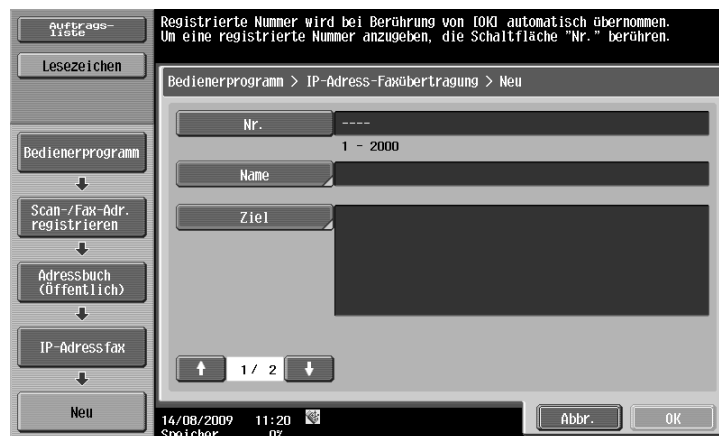 Auftrags-
liste
Lesezeichen
Registrierte Nummer wird bei Berührung von [OK] automatisch übernommen.
Um eine registrierte Nummer anzugeben, die Schaltfläche "Nr." berühren.
Bedienerprogramm > IP-Adress-Faxübertragung > Neu
Bedienerprogramm
Scan-/Fax-Adr.
registrieren
Adressbuch
(Öffentlich)
IP-Adressfax
Neu
Nr.
----
1 - 2000
Name
Ziel
1/ 2
14/08/2009 11:20
Speicher 0%
Abbr.
OK